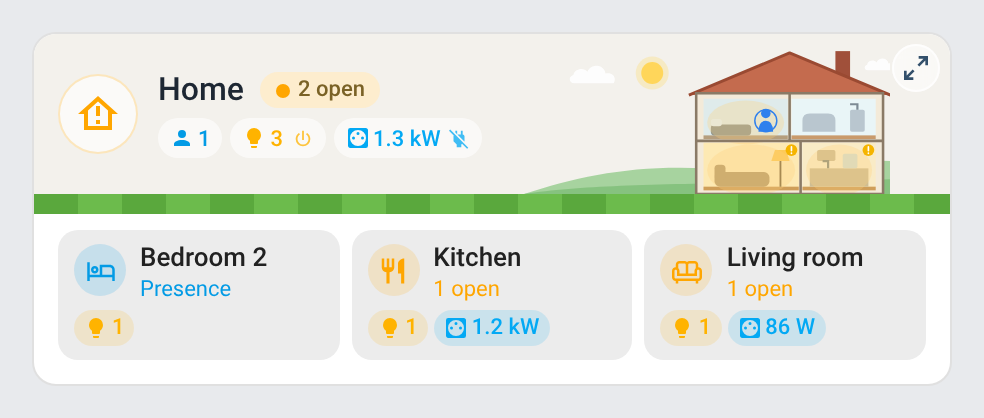 Home
2 open
1
3
1.3 kW
Bedroom 2
Presence
1
Kitchen
1 open
1
1.2 kW
Living room
1 open
1
86 W